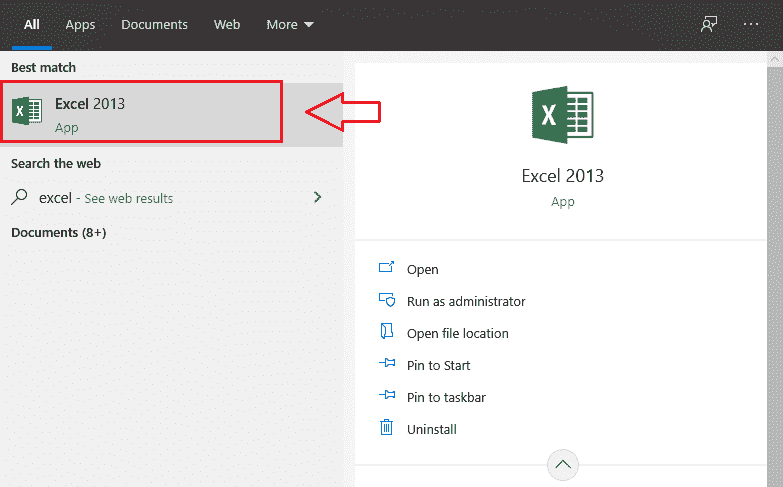 All Apps Documents Web More
Best match
Excel 2013
App
Search the web
excel - See web results
Documents (8+)
Excel 2013
App
Open
Run as administrator
Open file location
Pin to Start
Pin to taskbar
Uninstall